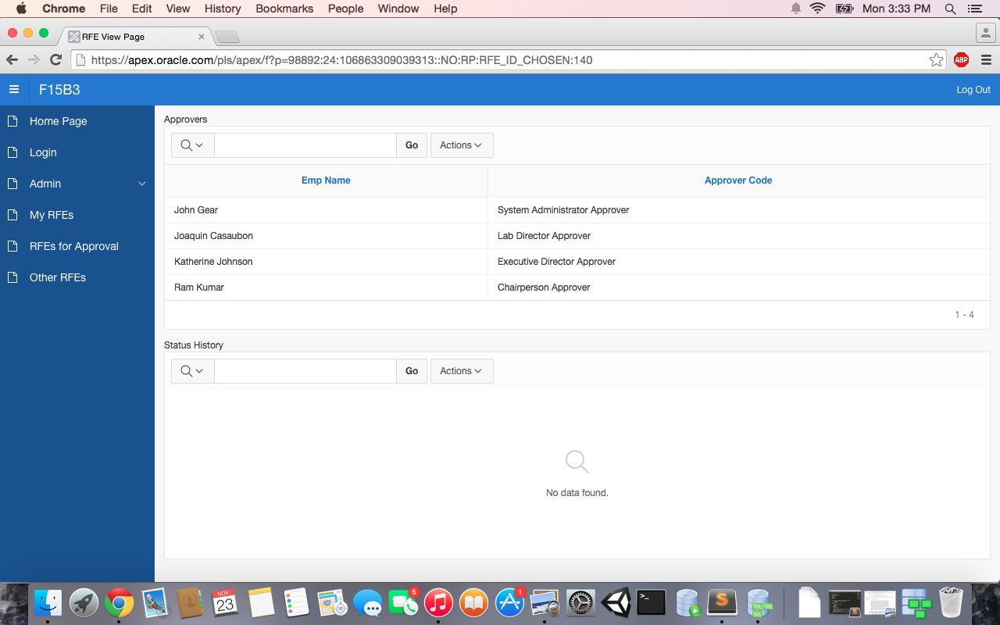 Chrome File Edit View History Bookmarks People Window Help Mon 3:33 PM
RFE View Page
https://apex.oracle.com/pls/apex/f?p=98892:24:106863309039313::NO:RP:RFE_ID_CHOSEN:140
ABP
F15B3 Log Out
Home Page
Login
Admin
My RFEs
RFEs for Approval
Other RFEs
Approvers
Go Actions
Emp Name Approver Code
John Gear System Administrator Approver
Joaquin Casaubon Lab Director Approver
Katherine Johnson Executive Director Approver
Ram Kumar Chairperson Approver
1 - 4
Status History
Go Actions
No data found.
NOV
23
5
1
>_
S